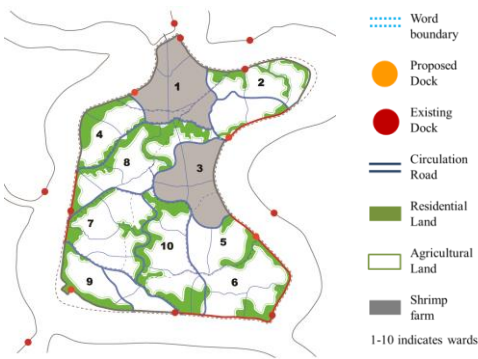 1
2
3
4
8
7
5
10
6
9
Word
boundary
Proposed
Dock
Existing
Dock
Circulation
Road
Residential
Land
Agricultural
Land
Shrimp
farm
1-10 indicates wards